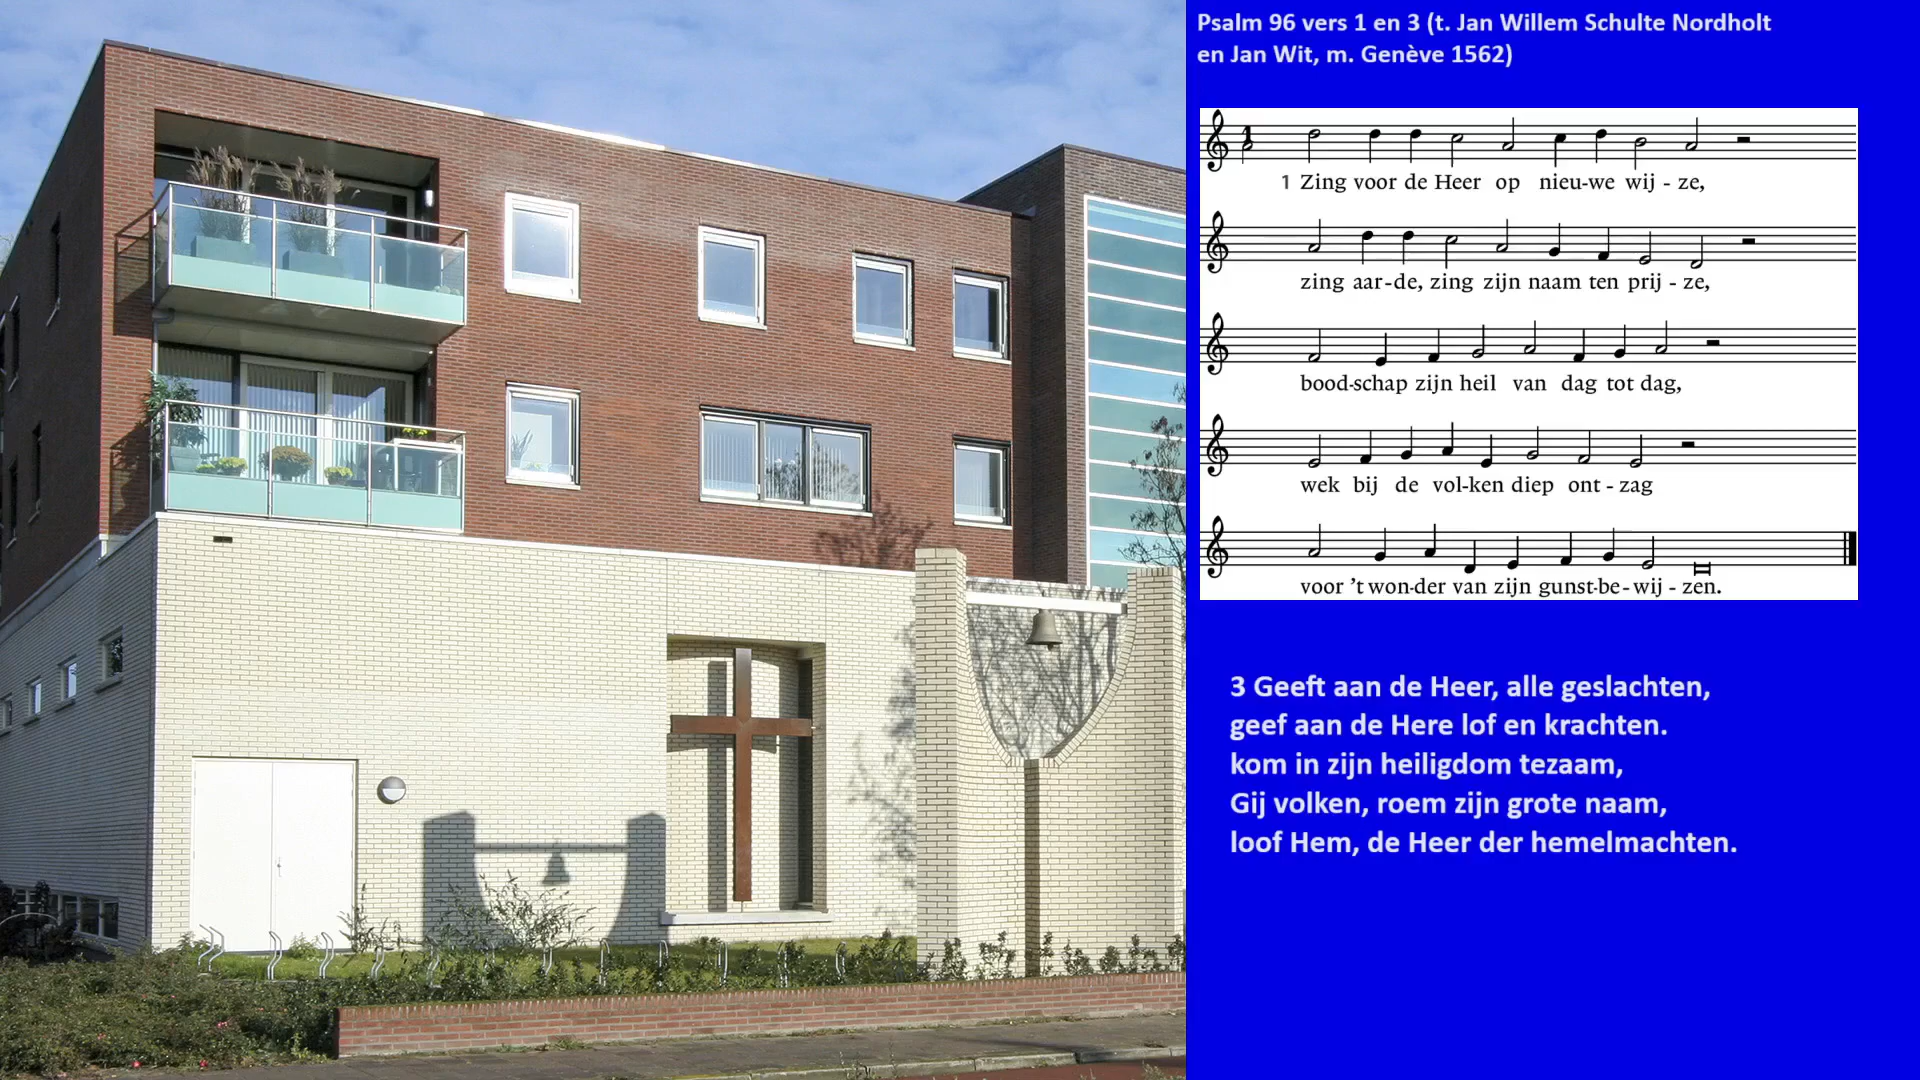 Psalm 96 vers 1 en 3 (t. Jan Willem Schulte Nordholt
en Jan Wit, m. Genève 1562)
1 Zing voor de Heer op nieu-we wij - ze,
zing aar-de, zing zijn naam ten prij - ze,
bood-schap zijn heil van dag tot dag,
wek bij de vol-ken diep ont - zag
voor ’t won-der van zijn gunst-be - wij - zen.
3 Geeft aan de Heer, alle geslachten,
geef aan de Here lof en krachten.
kom in zijn heiligdom tezaam,
Gij volken, roem zijn grote naam,
loof Hem, de Heer der hemelmachten.